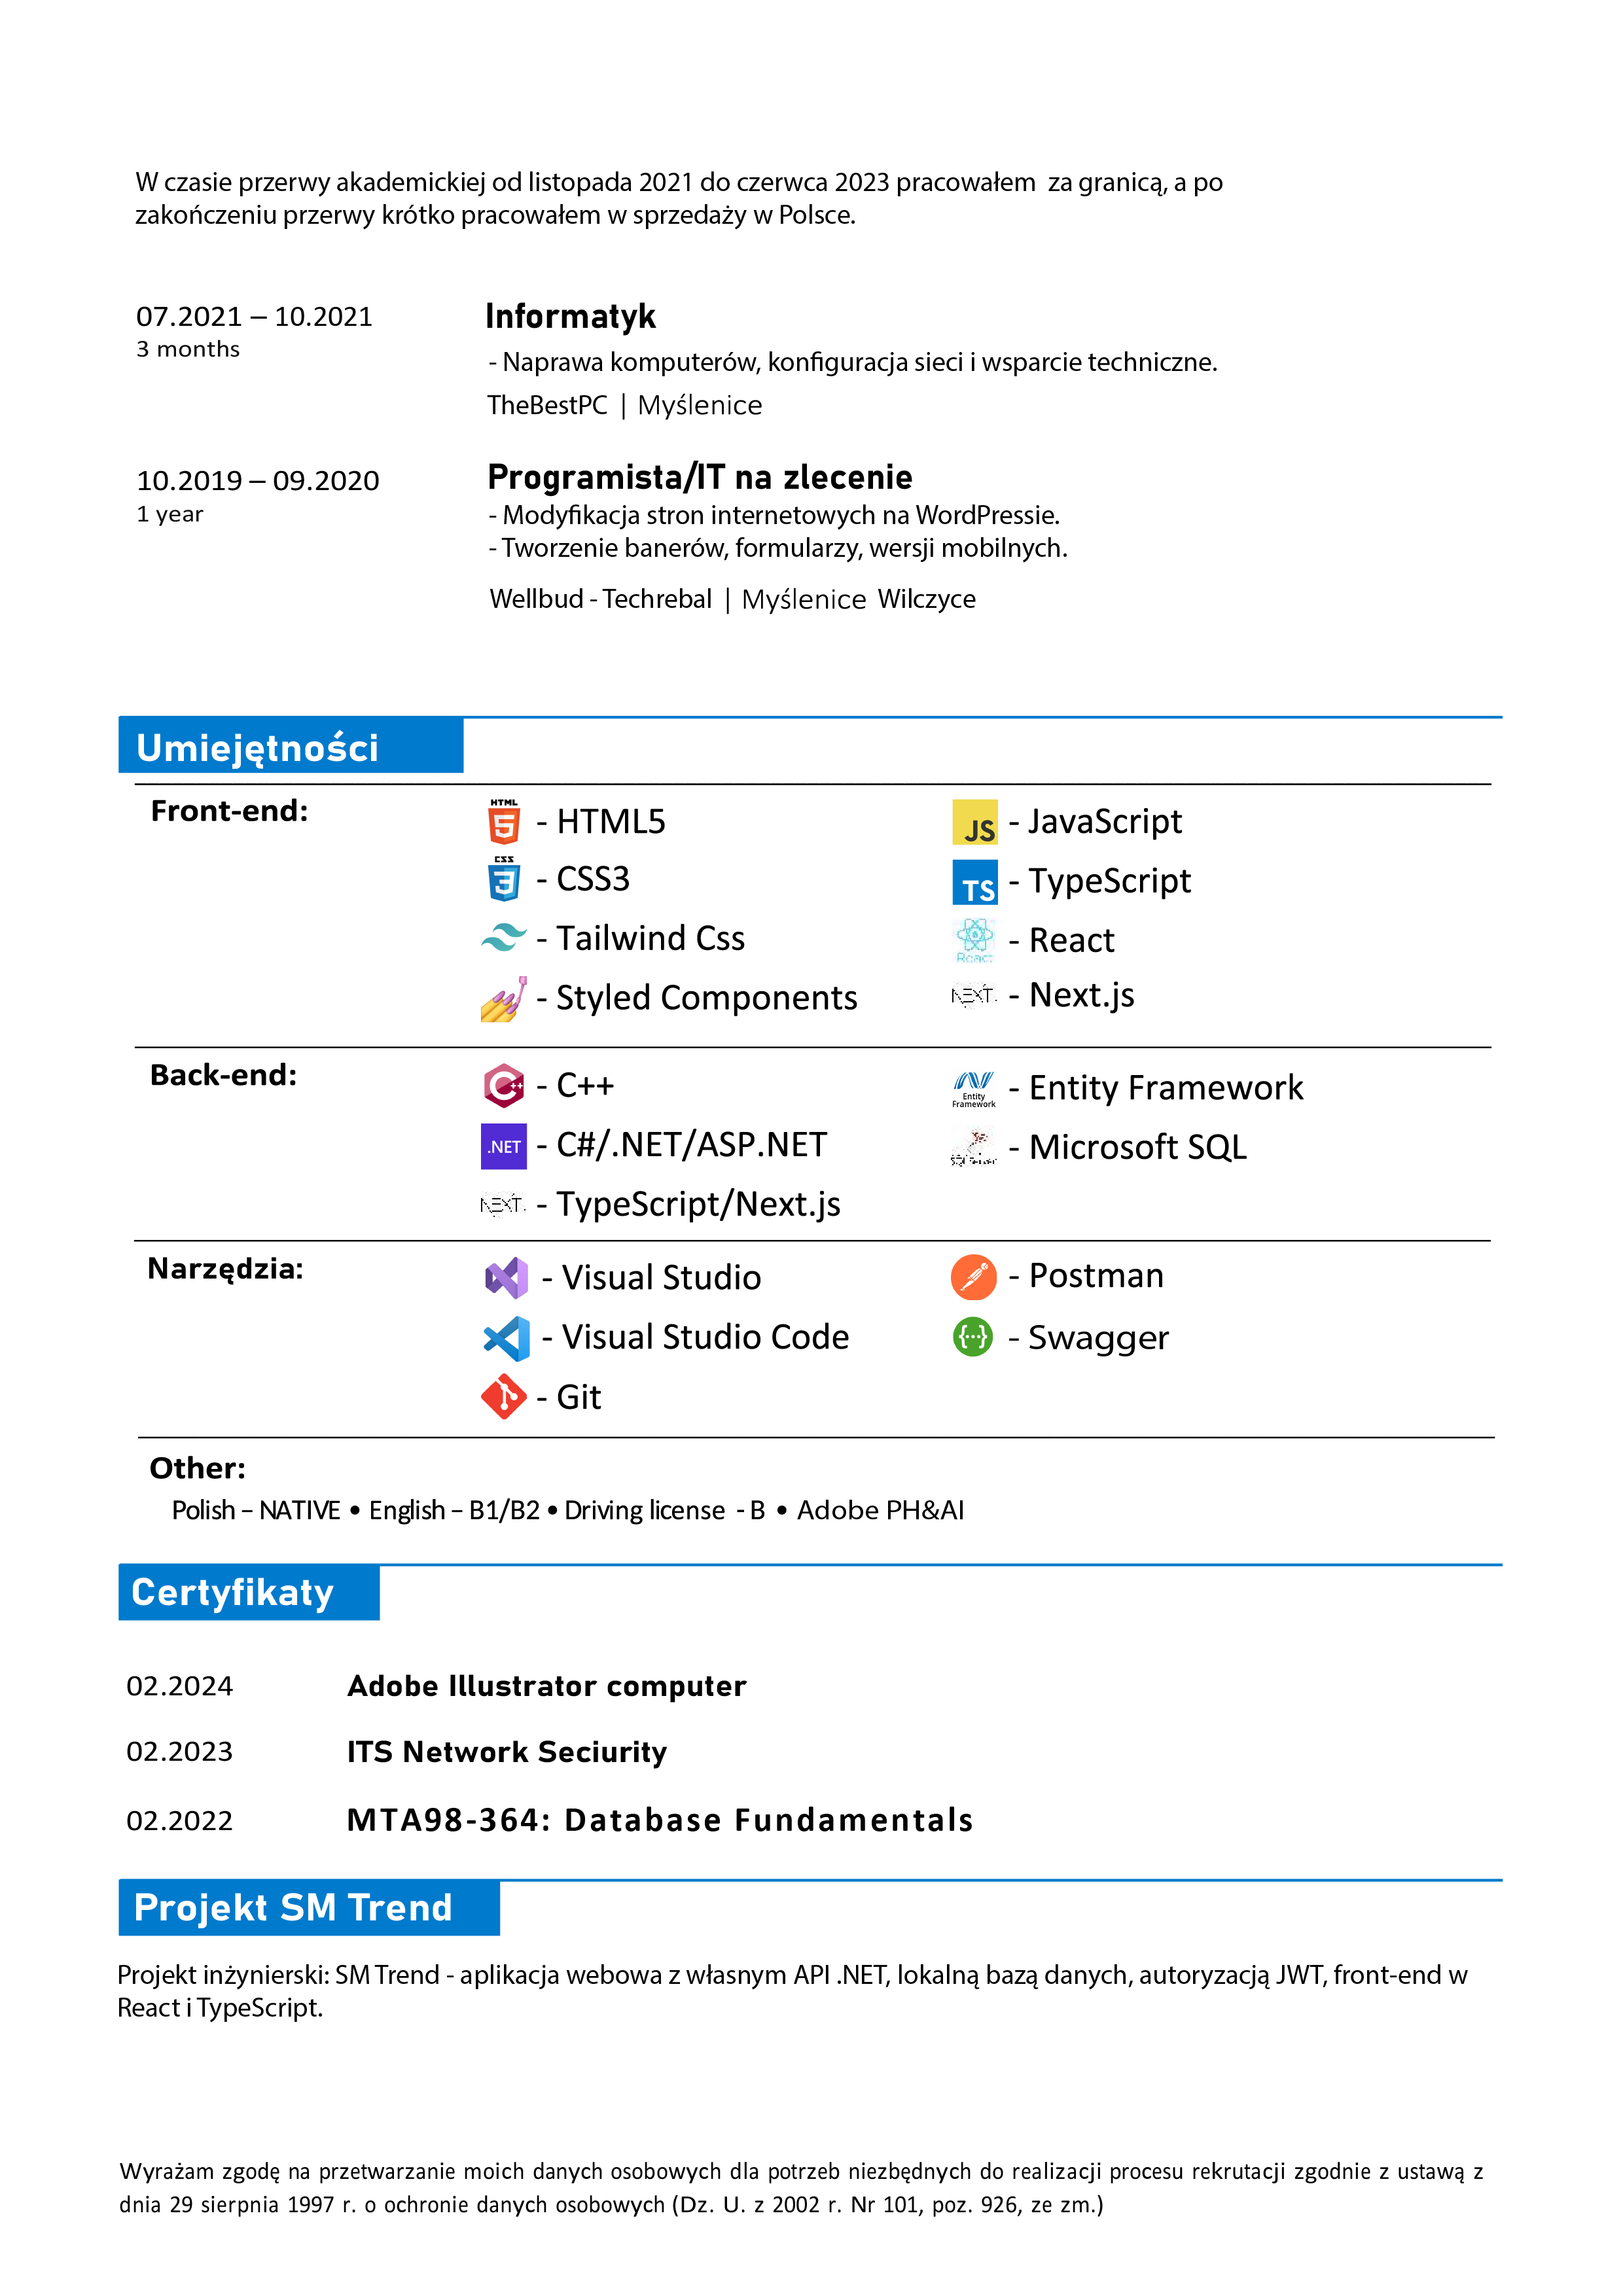 W czasie przerwy akademickiej od listopada 2021 do czerwca 2023 pracowałem za granicą, a po
zakończeniu przerwy krótko pracowałem w sprzedaży w Polsce.
07.2021 – 10.2021 Informatyk
3 months
- Naprawa komputerów, konfiguracja sieci i wsparcie techniczne.
TheBestPC | Myślenice
10.2019 – 09.2020 Programista/IT na zlecenie
1 year
- Modyfikacja stron internetowych na WordPressie.
- Tworzenie banerów, formularzy, wersji mobilnych.
Wellbud - Techrebal | Myślenice Wilczyce
Umiejętności
Front-end:
HTML 5 - HTML5
JS - JavaScript
CSS 3 - CSS3
TS - TypeScript
- Tailwind Css
React - React
- Styled Components
NEXT. - Next.js
Back-end:
C++ - C++
Entity Framework - Entity Framework
.NET - C#/.NET/ASP.NET
- Microsoft SQL
NEXT. - TypeScript/Next.js
Narzędzia:
- Visual Studio
- Postman
- Visual Studio Code
{...} - Swagger
- Git
Other:
Polish – NATIVE • English – B1/B2 • Driving license - B • Adobe PH&AI
Certyfikaty
02.2024 Adobe Illustrator computer
02.2023 ITS Network Seciurity
02.2022 MTA98-364: Database Fundamentals
Projekt SM Trend
Projekt inżynierski: SM Trend - aplikacja webowa z własnym API .NET, lokalną bazą danych, autoryzacją JWT, front-end w
React i TypeScript.
Wyrażam zgodę na przetwarzanie moich danych osobowych dla potrzeb niezbędnych do realizacji procesu rekrutacji zgodnie z ustawą z
dnia 29 sierpnia 1997 r. o ochronie danych osobowych (Dz. U. z 2002 r. Nr 101, poz. 926, ze zm.)